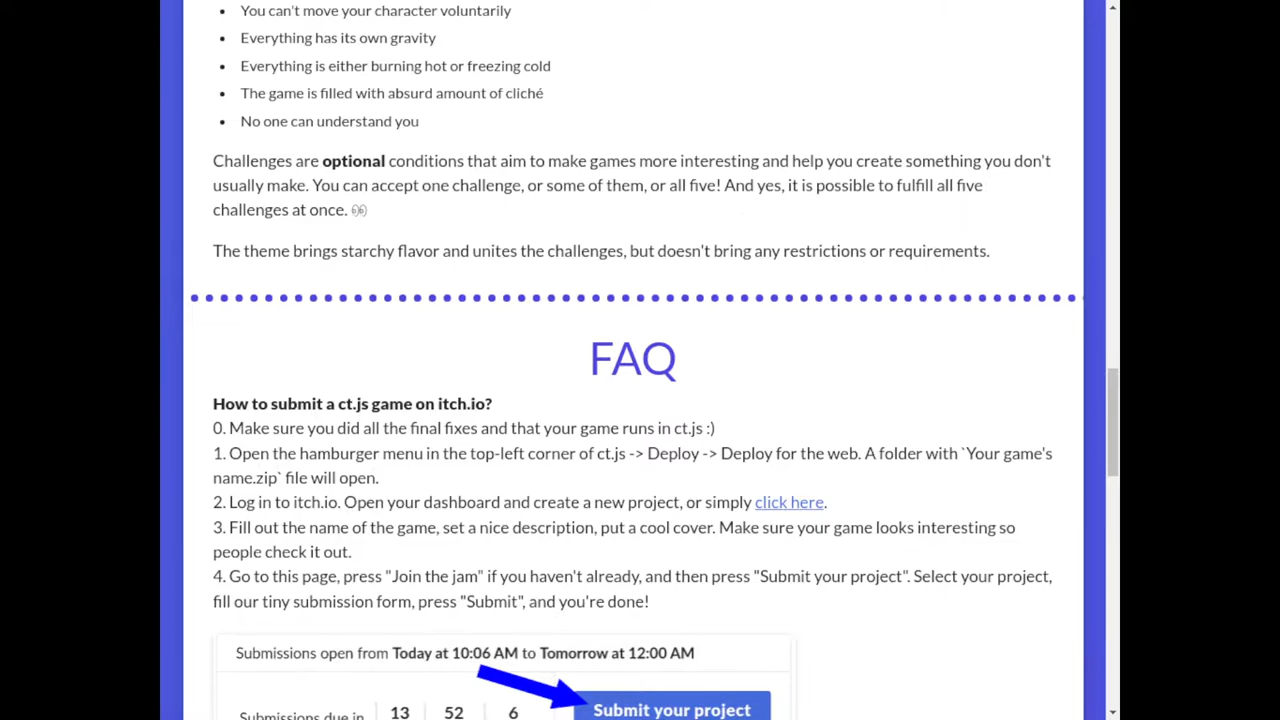 • You can't move your character voluntarily
• Everything has its own gravity
• Everything is either burning hot or freezing cold
• The game is filled with absurd amount of cliché
• No one can understand you
Challenges are optional conditions that aim to make games more interesting and help you create something you don't
usually make. You can accept one challenge, or some of them, or all five! And yes, it is possible to fulfill all five
challenges at once. 👀
The theme brings starchy flavor and unites the challenges, but doesn't bring any restrictions or requirements.
FAQ
How to submit a ct.js game on itch.io?
0. Make sure you did all the final fixes and that your game runs in ct.js :)
1. Open the hamburger menu in the top-left corner of ct.js -> Deploy -> Deploy for the web. A folder with `Your game's
name.zip` file will open.
2. Log in to itch.io. Open your dashboard and create a new project, or simply click here.
3. Fill out the name of the game, set a nice description, put a cool cover. Make sure your game looks interesting so
people check it out.
4. Go to this page, press "Join the jam" if you haven't already, and then press "Submit your project". Select your project,
fill our tiny submission form, press "Submit", and you're done!
Submissions open from Today at 10:06 AM to Tomorrow at 12:00 AM
Submissions due in 13 52 6 Submit your project